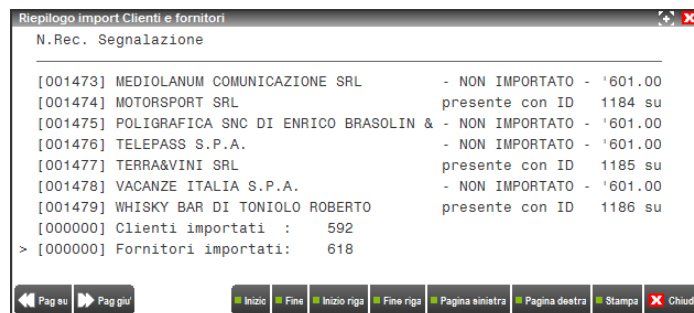 Riepilogo import Clienti e fornitori
N.Rec. Segnalazione
[001473] MEDIOLANUM COMUNICAZIONE SRL - NON IMPORTATO - '601.00
[001474] MOTORSPORT SRL presente con ID 1184 su
[001475] POLIGRAFICA SNC DI ENRICO BRASOLIN & - NON IMPORTATO - '601.00
[001476] TELEPASS S.P.A. - NON IMPORTATO - '601.00
[001477] TERRA&VINI SRL presente con ID 1185 su
[001478] VACANZE ITALIA S.P.A. - NON IMPORTATO - '601.00
[001479] WHISKY BAR DI TONIOLO ROBERTO presente con ID 1186 su
[000000] Clienti importati : 592
> [000000] Fornitori importati: 618
Pag su Pag giu' Inizio Fine Inizio riga Fine riga Pagina sinistra Pagina destra Stampa Chiud